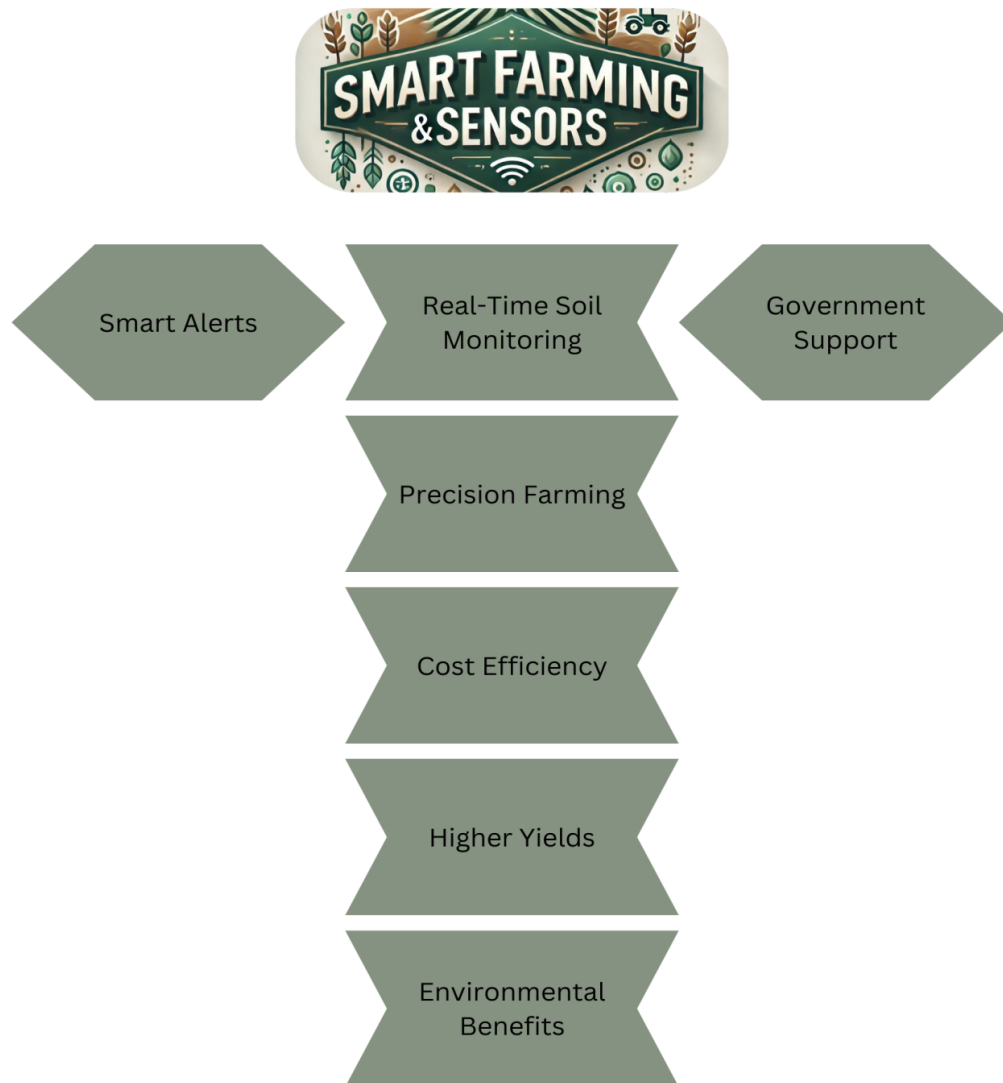 SMART FARMING
& SENSORS
Smart Alerts
Real-Time Soil
Monitoring
Government
Support
Precision Farming
Cost Efficiency
Higher Yields
Environmental
Benefits